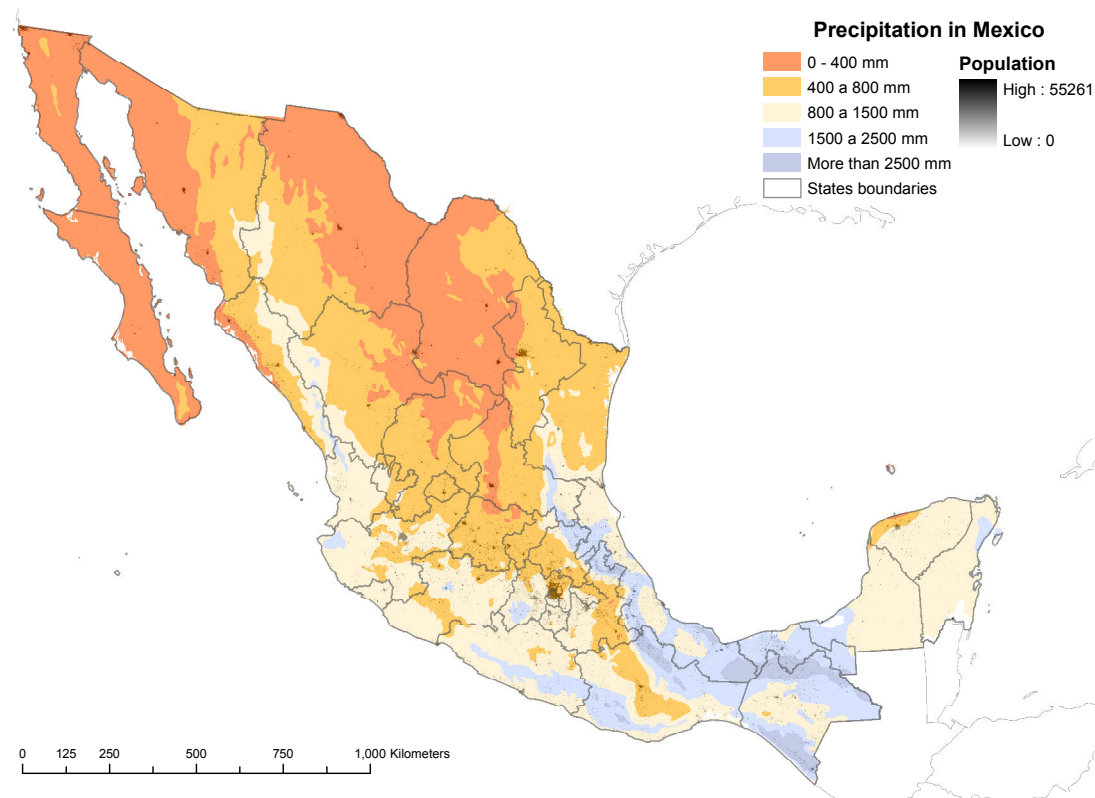 Precipitation in Mexico
0 - 400 mm
400 a 800 mm
800 a 1500 mm
1500 a 2500 mm
More than 2500 mm
States boundaries
Population
High : 55261
Low : 0
0 125 250 500 750 1,000 Kilometers